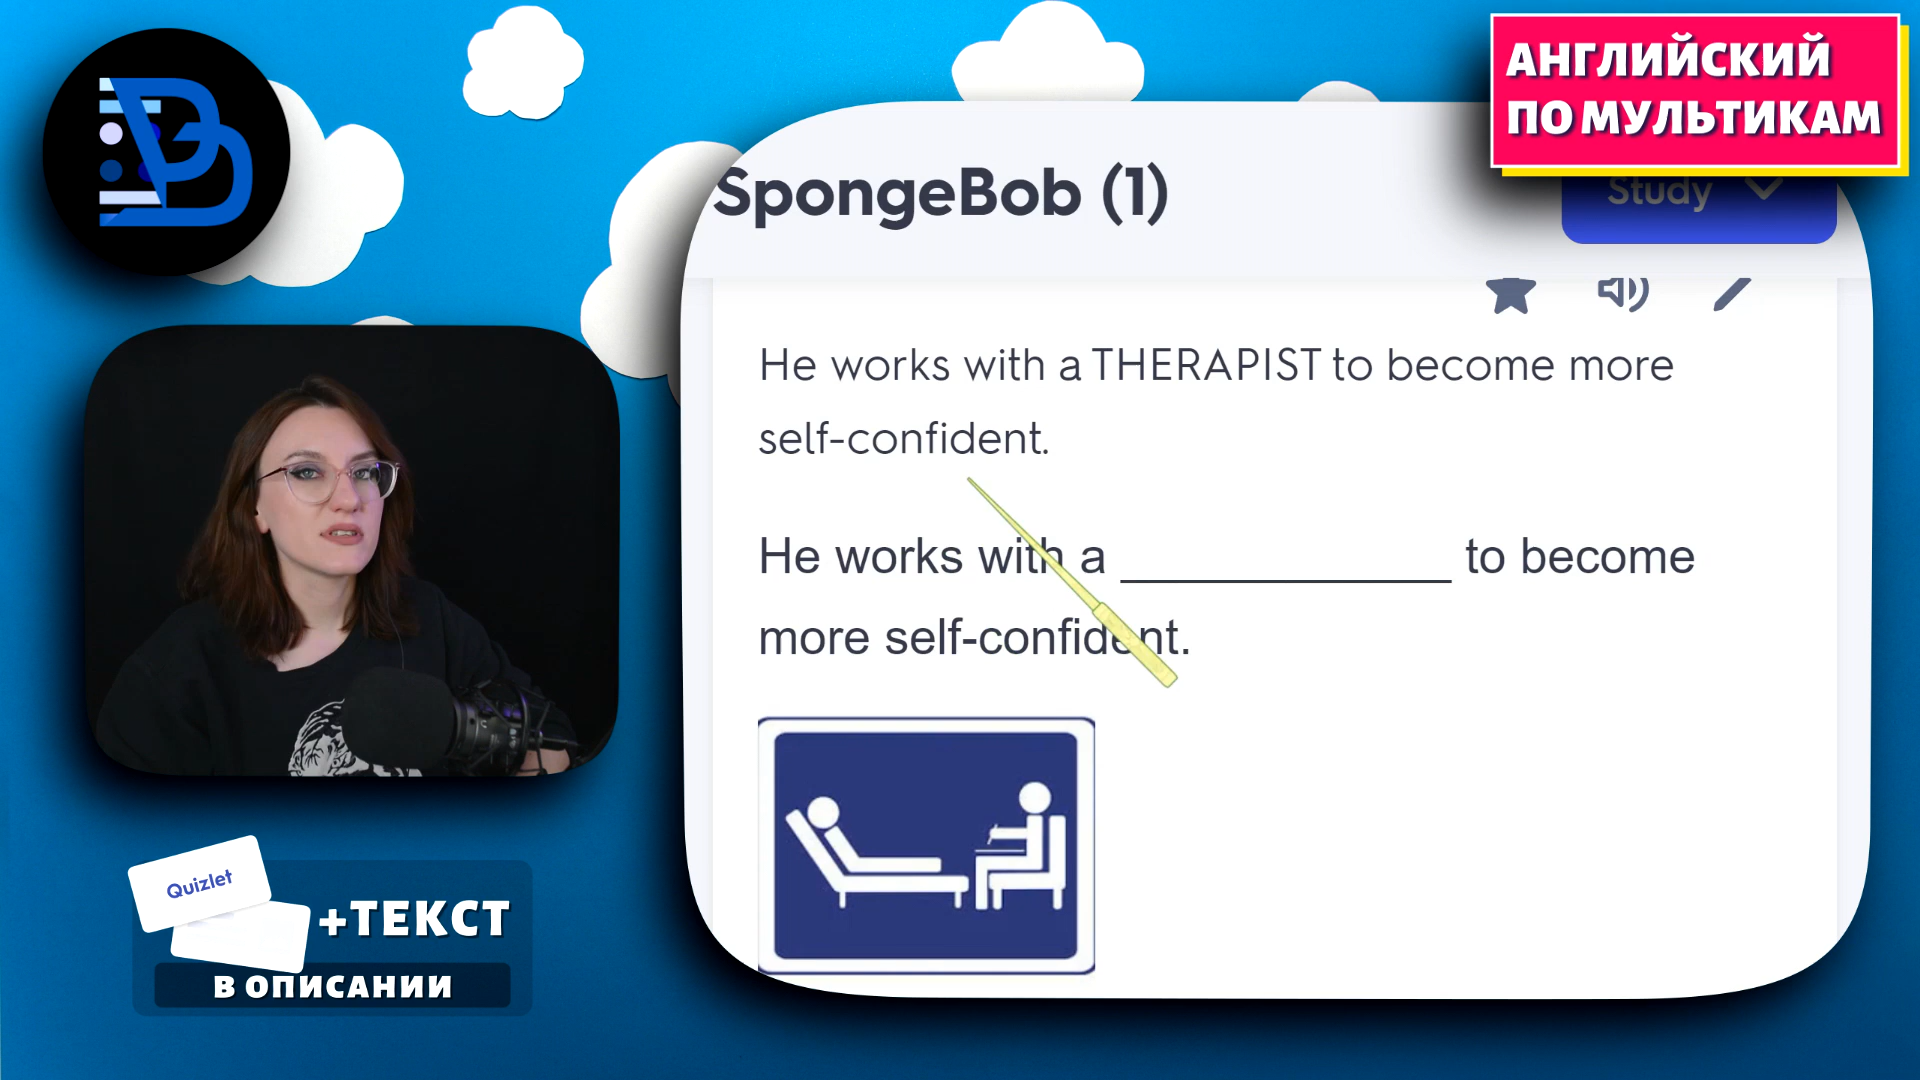 АНГЛИЙСКИЙ
ПО МУЛЬТИКАМ
SpongeBob (1)
Study
He works with a THERAPIST to become more
self-confident.
He works with a ____________ to become
more self-confident.
Quizlet
+ТЕКСТ
В ОПИСАНИИ